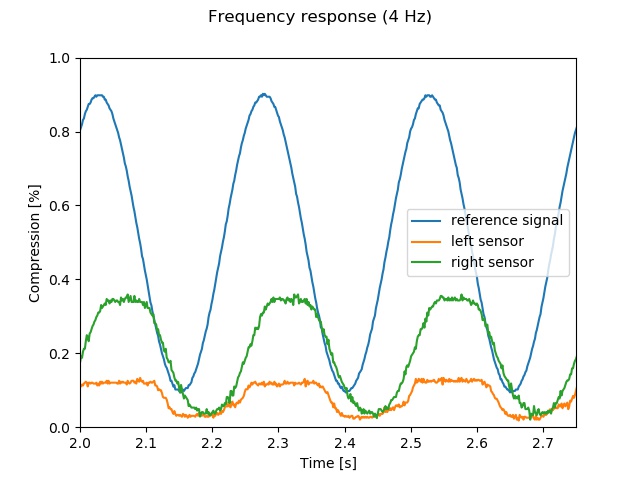 Frequency response (4 Hz)
1.0
0.8
0.6
0.4
0.2
0.0
Compression [%]
reference signal
left sensor
right sensor
2.0 2.1 2.2 2.3 2.4 2.5 2.6 2.7
Time [s]